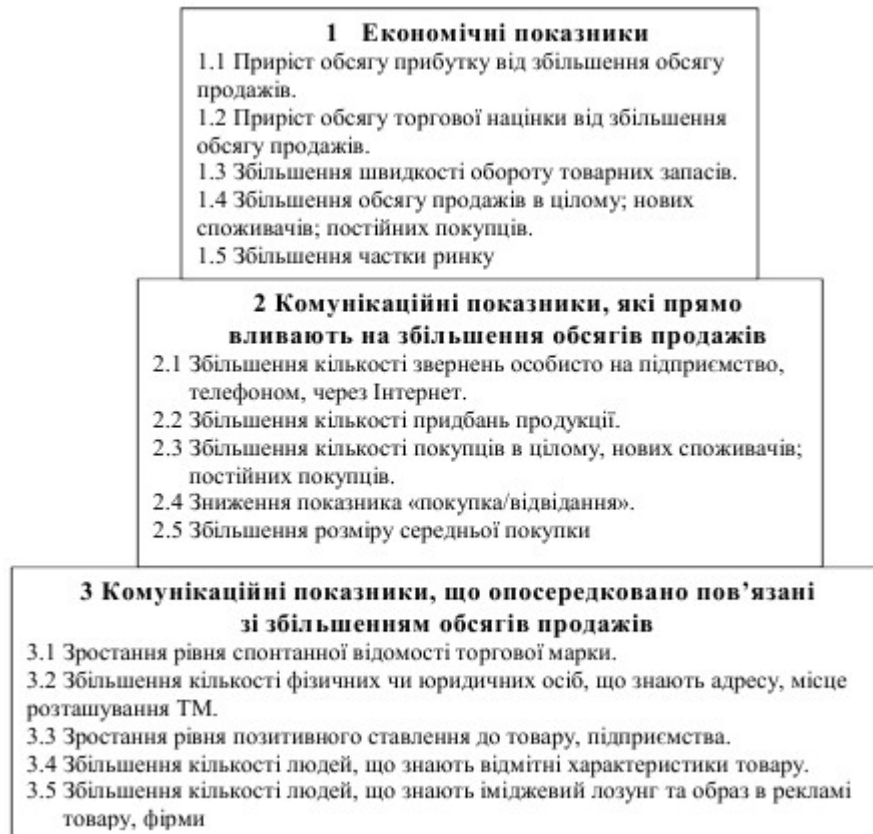 1 Економічні показники
1.1 Приріст обсягу прибутку від збільшення обсягу
продажів.
1.2 Приріст обсягу торгової націнки від збільшення
обсягу продажів.
1.3 Збільшення швидкості обороту товарних запасів.
1.4 Збільшення обсягу продажів в цілому; нових
споживачів; постійних покупців.
1.5 Збільшення частки ринку
2 Комунікаційні показники, які прямо
вливають на збільшення обсягів продажів
2.1 Збільшення кількості звернень особисто на підприємство,
телефоном, через Інтернет.
2.2 Збільшення кількості придбань продукції.
2.3 Збільшення кількості покупців в цілому, нових споживачів;
постійних покупців.
2.4 Зниження показника «покупка/відвідання».
2.5 Збільшення розміру середньої покупки
3 Комунікаційні показники, що опосередковано пов’язані
зі збільшенням обсягів продажів
3.1 Зростання рівня спонтанної відомості торгової марки.
3.2 Збільшення кількості фізичних чи юридичних осіб, що знають адресу, місце
розташування ТМ.
3.3 Зростання рівня позитивного ставлення до товару, підприємства.
3.4 Збільшення кількості людей, що знають відмітні характеристики товару.
3.5 Збільшення кількості людей, що знають іміджевий лозунг та образ в рекламі
товару, фірми